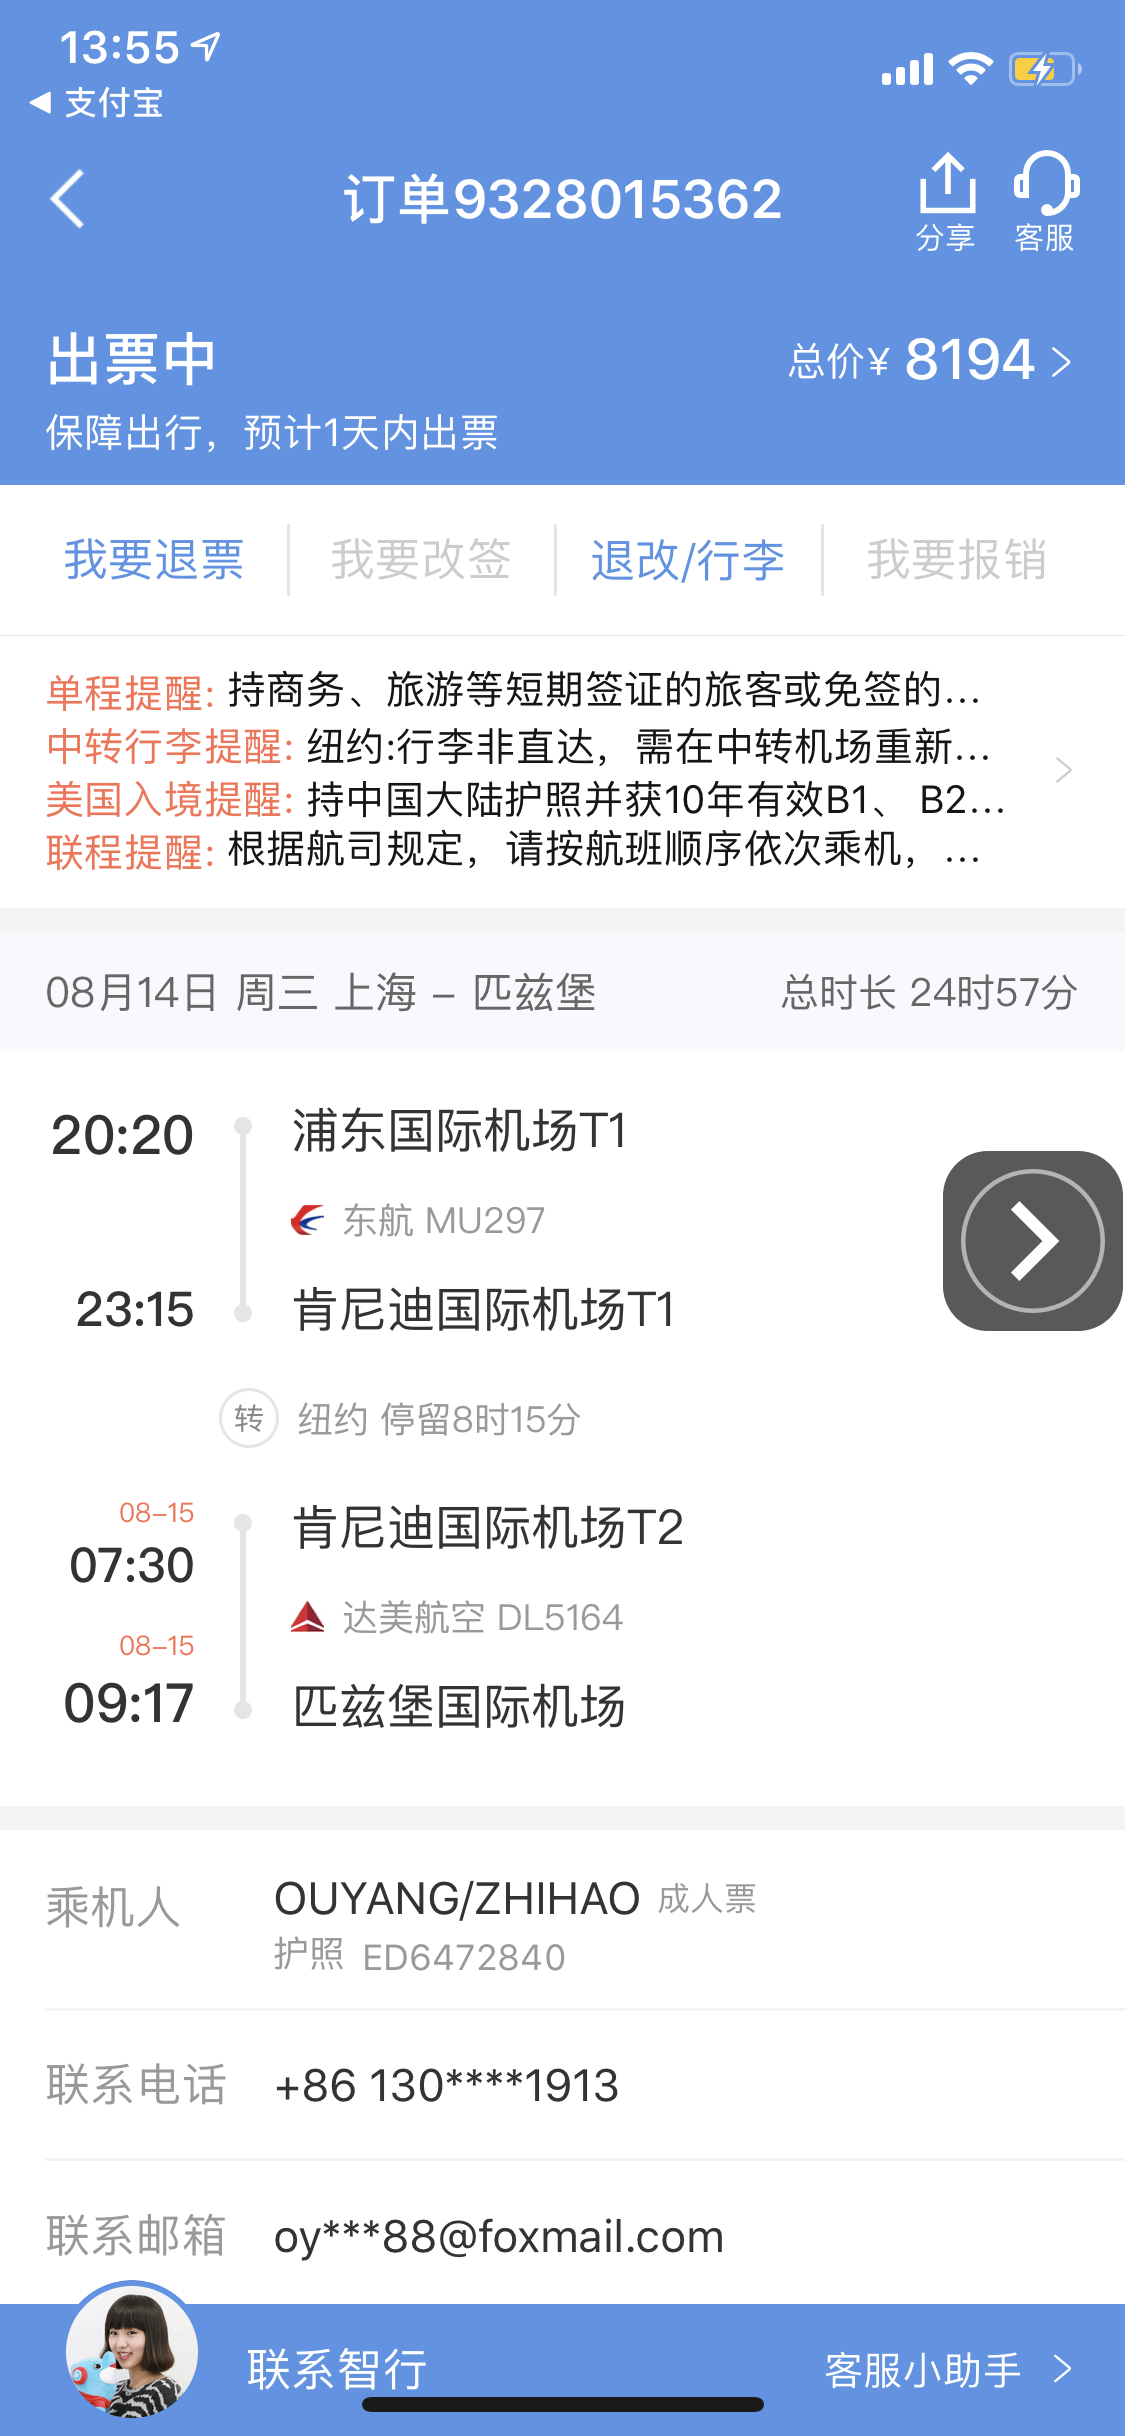 13:55
支付宝
订单9328015362
分享 客服
出票中
总价¥ 8194
保障出行，预计1天内出票
我要退票 我要改签 退改/行李 我要报销
单程提醒: 持商务、旅游等短期签证的旅客或免签的...
中转行李提醒: 纽约:行李非直达，需在中转机场重新...
美国入境提醒: 持中国大陆护照并获10年有效B1、B2...
联程提醒: 根据航司规定，请按航班顺序依次乘机，...
08月14日 周三 上海 – 匹兹堡 总时长 24时57分
20:20 浦东国际机场T1
东航 MU297
23:15 肯尼迪国际机场T1
转 纽约 停留8时15分
08-15
07:30 肯尼迪国际机场T2
达美航空 DL5164
08-15
09:17 匹兹堡国际机场
乘机人 OUYANG/ZHIHAO 成人票
护照 ED6472840
联系电话 +86 130****1913
联系邮箱 oy***88@foxmail.com
联系智行 客服小助手